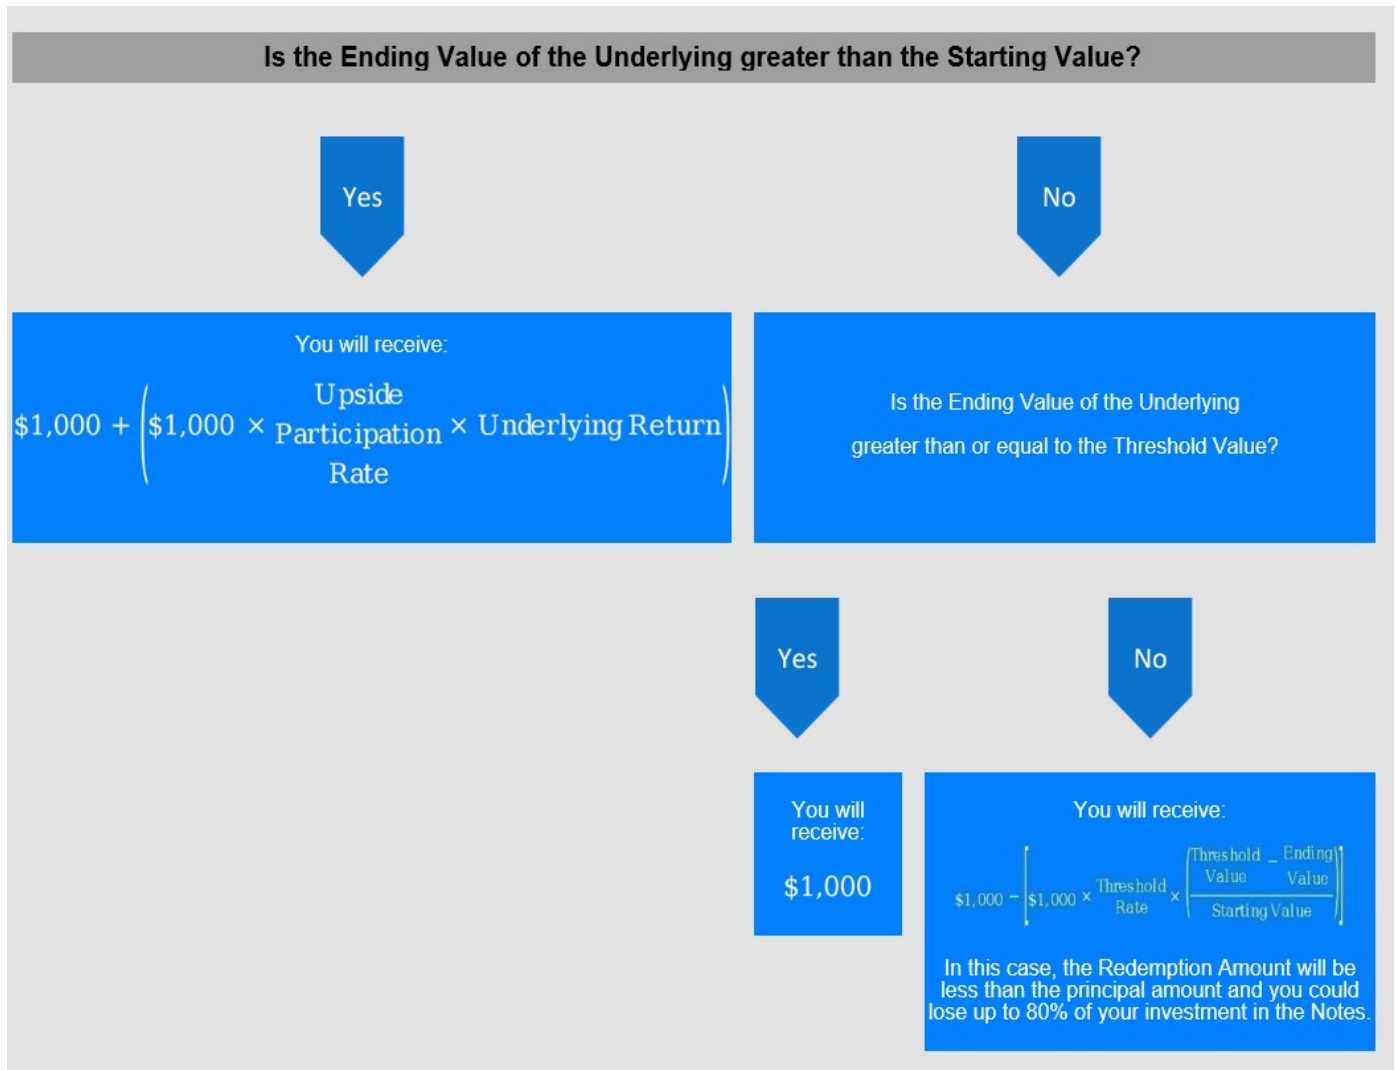 Is the Ending Value of the Underlying greater than the Starting Value?
Yes
No
You will receive:
$1,000 + ($1,000 × Upside Participation Rate × Underlying Return)
Is the Ending Value of the Underlying
greater than or equal to the Threshold Value?
Yes
No
You will
receive:
$1,000
You will receive:
$1,000 − [$1,000 × Threshold Rate × ((Threshold Value − Ending Value) / Starting Value)]
In this case, the Redemption Amount will be
less than the principal amount and you could
lose up to 80% of your investment in the Notes.